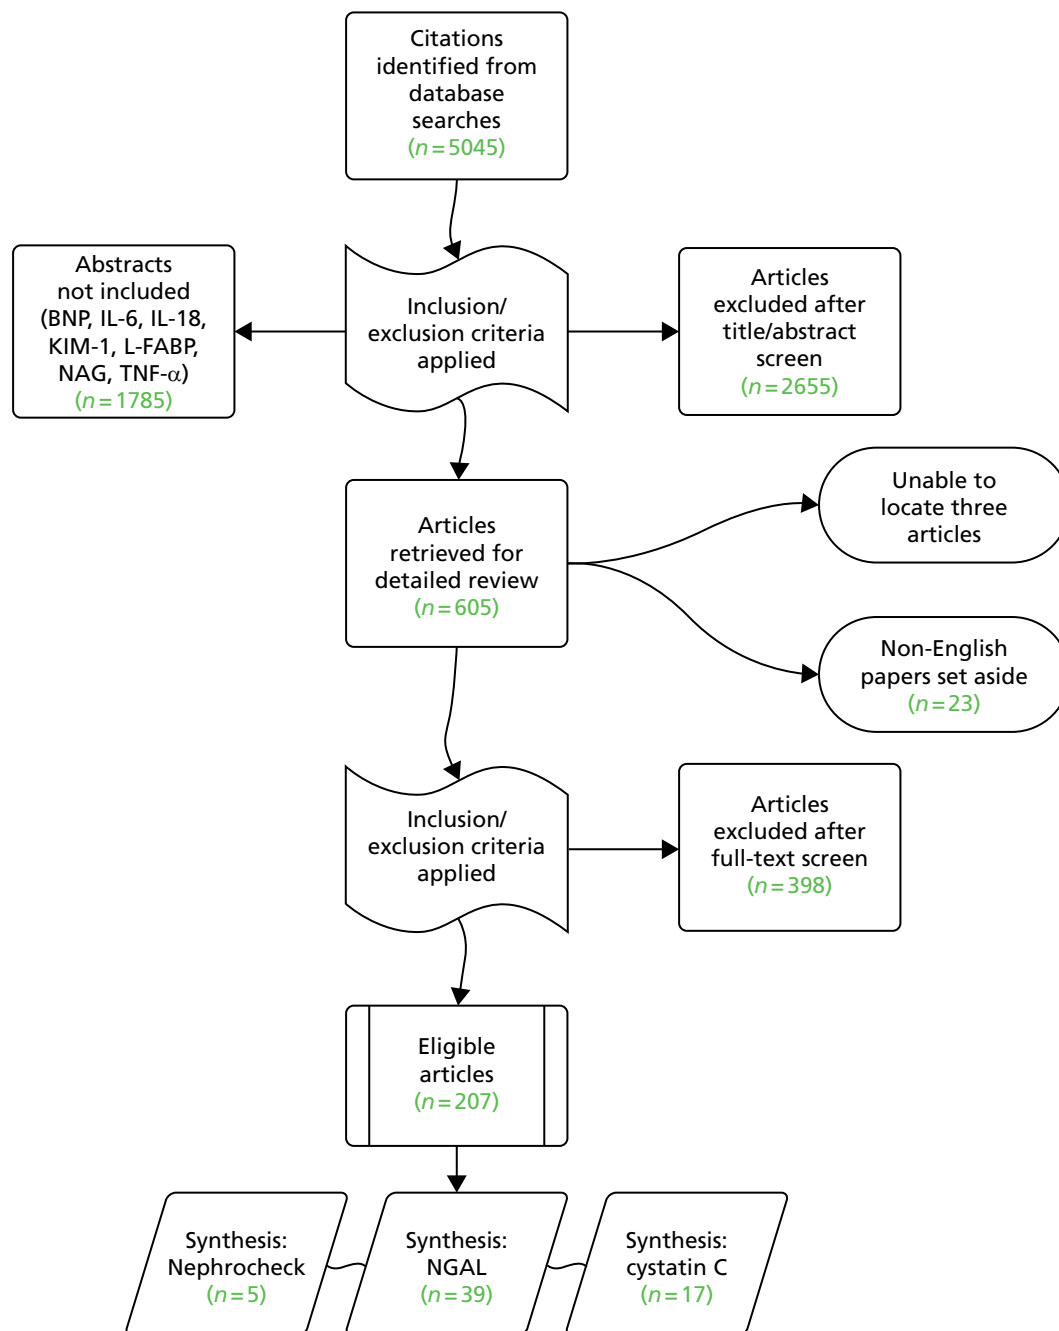 Citations
identified from
database
searches
(n=5045)
Abstracts
not included
(BNP, IL-6, IL-18,
KIM-1, L-FABP,
NAG, TNF-α)
(n=1785)
Inclusion/
exclusion criteria
applied
Articles
excluded after
title/abstract
screen
(n=2655)
Articles
retrieved for
detailed review
(n=605)
Unable to
locate three
articles
Non-English
papers set aside
(n=23)
Inclusion/
exclusion criteria
applied
Articles
excluded after
full-text screen
(n=398)
Eligible
articles
(n=207)
Synthesis:
Nephrocheck
(n=5)
Synthesis:
NGAL
(n=39)
Synthesis:
cystatin C
(n=17)